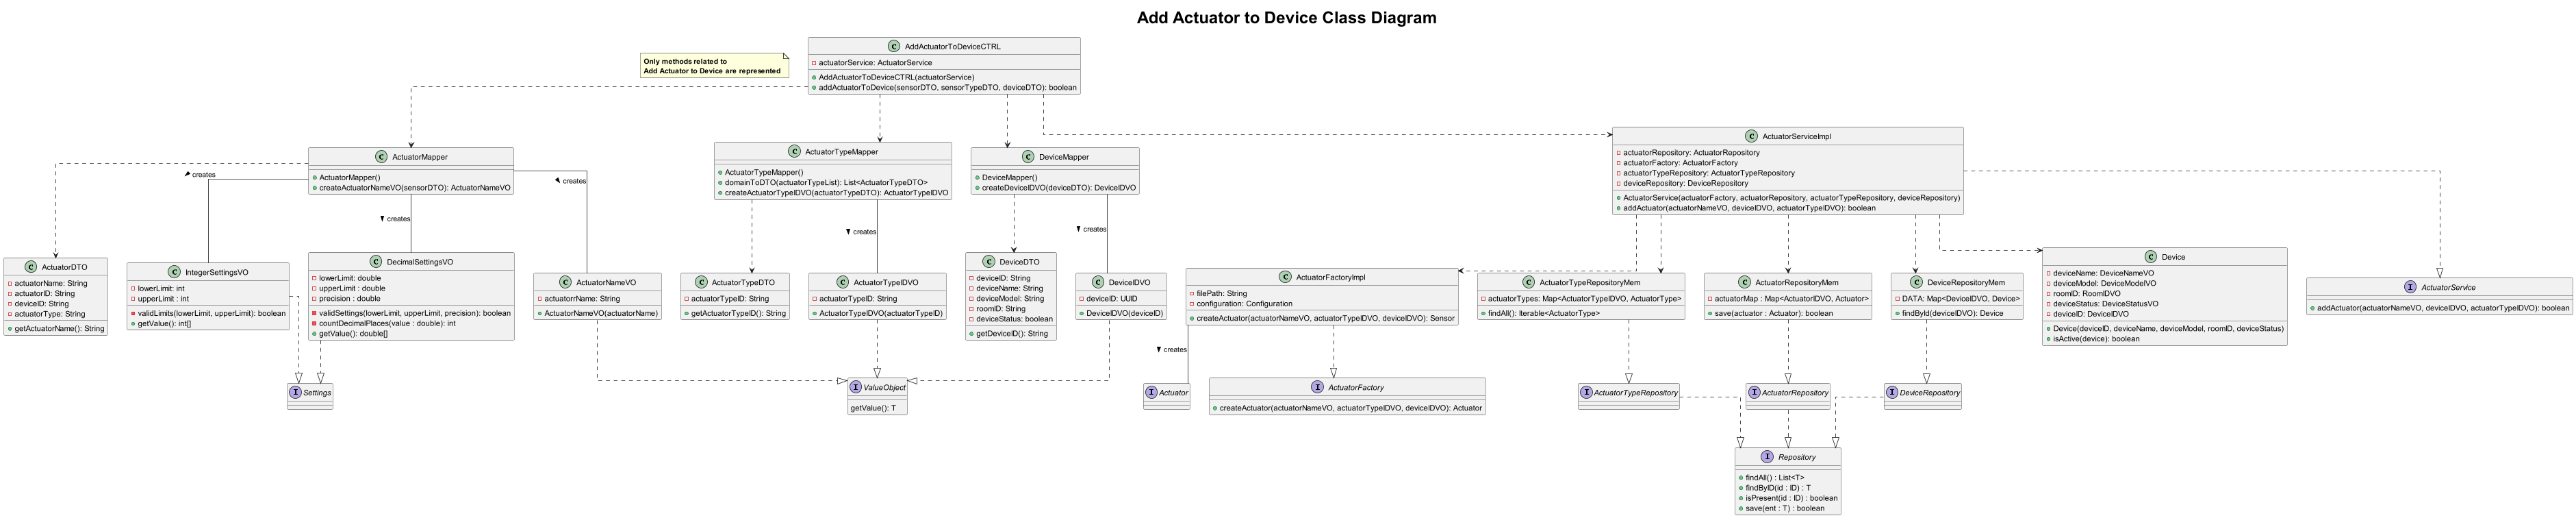 Add Actuator to Device Class Diagram
Only methods related to
Add Actuator to Device are represented
C AddActuatorToDeviceCTRL
actuatorService: ActuatorService
AddActuatorToDeviceCTRL(actuatorService)
addActuatorToDevice(sensorDTO, sensorTypeDTO, deviceDTO): boolean
C ActuatorMapper
ActuatorMapper()
createActuatorNameVO(sensorDTO): ActuatorNameVO
C ActuatorTypeMapper
ActuatorTypeMapper()
domainToDTO(actuatorTypeList): List<ActuatorTypeDTO>
createActuatorTypeIDVO(actuatorTypeDTO): ActuatorTypeIDVO
C DeviceMapper
DeviceMapper()
createDeviceIDVO(deviceDTO): DeviceIDVO
C ActuatorServiceImpl
actuatorRepository: ActuatorRepository
actuatorFactory: ActuatorFactory
actuatorTypeRepository: ActuatorTypeRepository
deviceRepository: DeviceRepository
ActuatorService(actuatorFactory, actuatorRepository, actuatorTypeRepository, deviceRepository)
addActuator(actuatorNameVO, deviceIDVO, actuatorTypeIDVO): boolean
creates
creates
creates
creates
creates
C ActuatorDTO
actuatorName: String
actuatorID: String
deviceID: String
actuatorType: String
getActuatorName(): String
C IntegerSettingsVO
lowerLimit: int
upperLimit : int
validLimits(lowerLimit, upperLimit): boolean
getValue(): int[]
C DecimalSettingsVO
lowerLimit: double
upperLimit : double
precision : double
validSettings(lowerLimit, upperLimit, precision): boolean
countDecimalPlaces(value : double): int
getValue(): double[]
C ActuatorNameVO
actuatorrName: String
ActuatorNameVO(actuatorName)
C ActuatorTypeDTO
actuatorTypeID: String
getActuatorTypeID(): String
C ActuatorTypeIDVO
actuatorTypeID: String
ActuatorTypeIDVO(actuatorTypeID)
C DeviceDTO
deviceID: String
deviceName: String
deviceModel: String
roomID: String
deviceStatus: boolean
getDeviceID(): String
C DeviceIDVO
deviceID: UUID
DeviceIDVO(deviceID)
C ActuatorFactoryImpl
filePath: String
configuration: Configuration
createActuator(actuatorNameVO, actuatorTypeIDVO, deviceIDVO): Sensor
C ActuatorTypeRepositoryMem
actuatorTypes: Map<ActuatorTypeIDVO, ActuatorType>
findAll(): Iterable<ActuatorType>
C ActuatorRepositoryMem
actuatorMap : Map<ActuatorIDVO, Actuator>
save(actuator : Actuator): boolean
C DeviceRepositoryMem
DATA: Map<DeviceIDVO, Device>
findById(deviceIDVO): Device
C Device
deviceName: DeviceNameVO
deviceModel: DeviceModelVO
roomID: RoomIDVO
deviceStatus: DeviceStatusVO
deviceID: DeviceIDVO
Device(deviceID, deviceName, deviceModel, roomID, deviceStatus)
isActive(device): boolean
I ActuatorService
addActuator(actuatorNameVO, deviceIDVO, actuatorTypeIDVO): boolean
creates
I Settings
I ValueObject
getValue(): T
I Actuator
I ActuatorFactory
createActuator(actuatorNameVO, actuatorTypeIDVO, deviceIDVO): Actuator
I ActuatorTypeRepository
I ActuatorRepository
I DeviceRepository
I Repository
findAll() : List<T>
findByID(id : ID) : T
isPresent(id : ID) : boolean
save(ent : T) : boolean